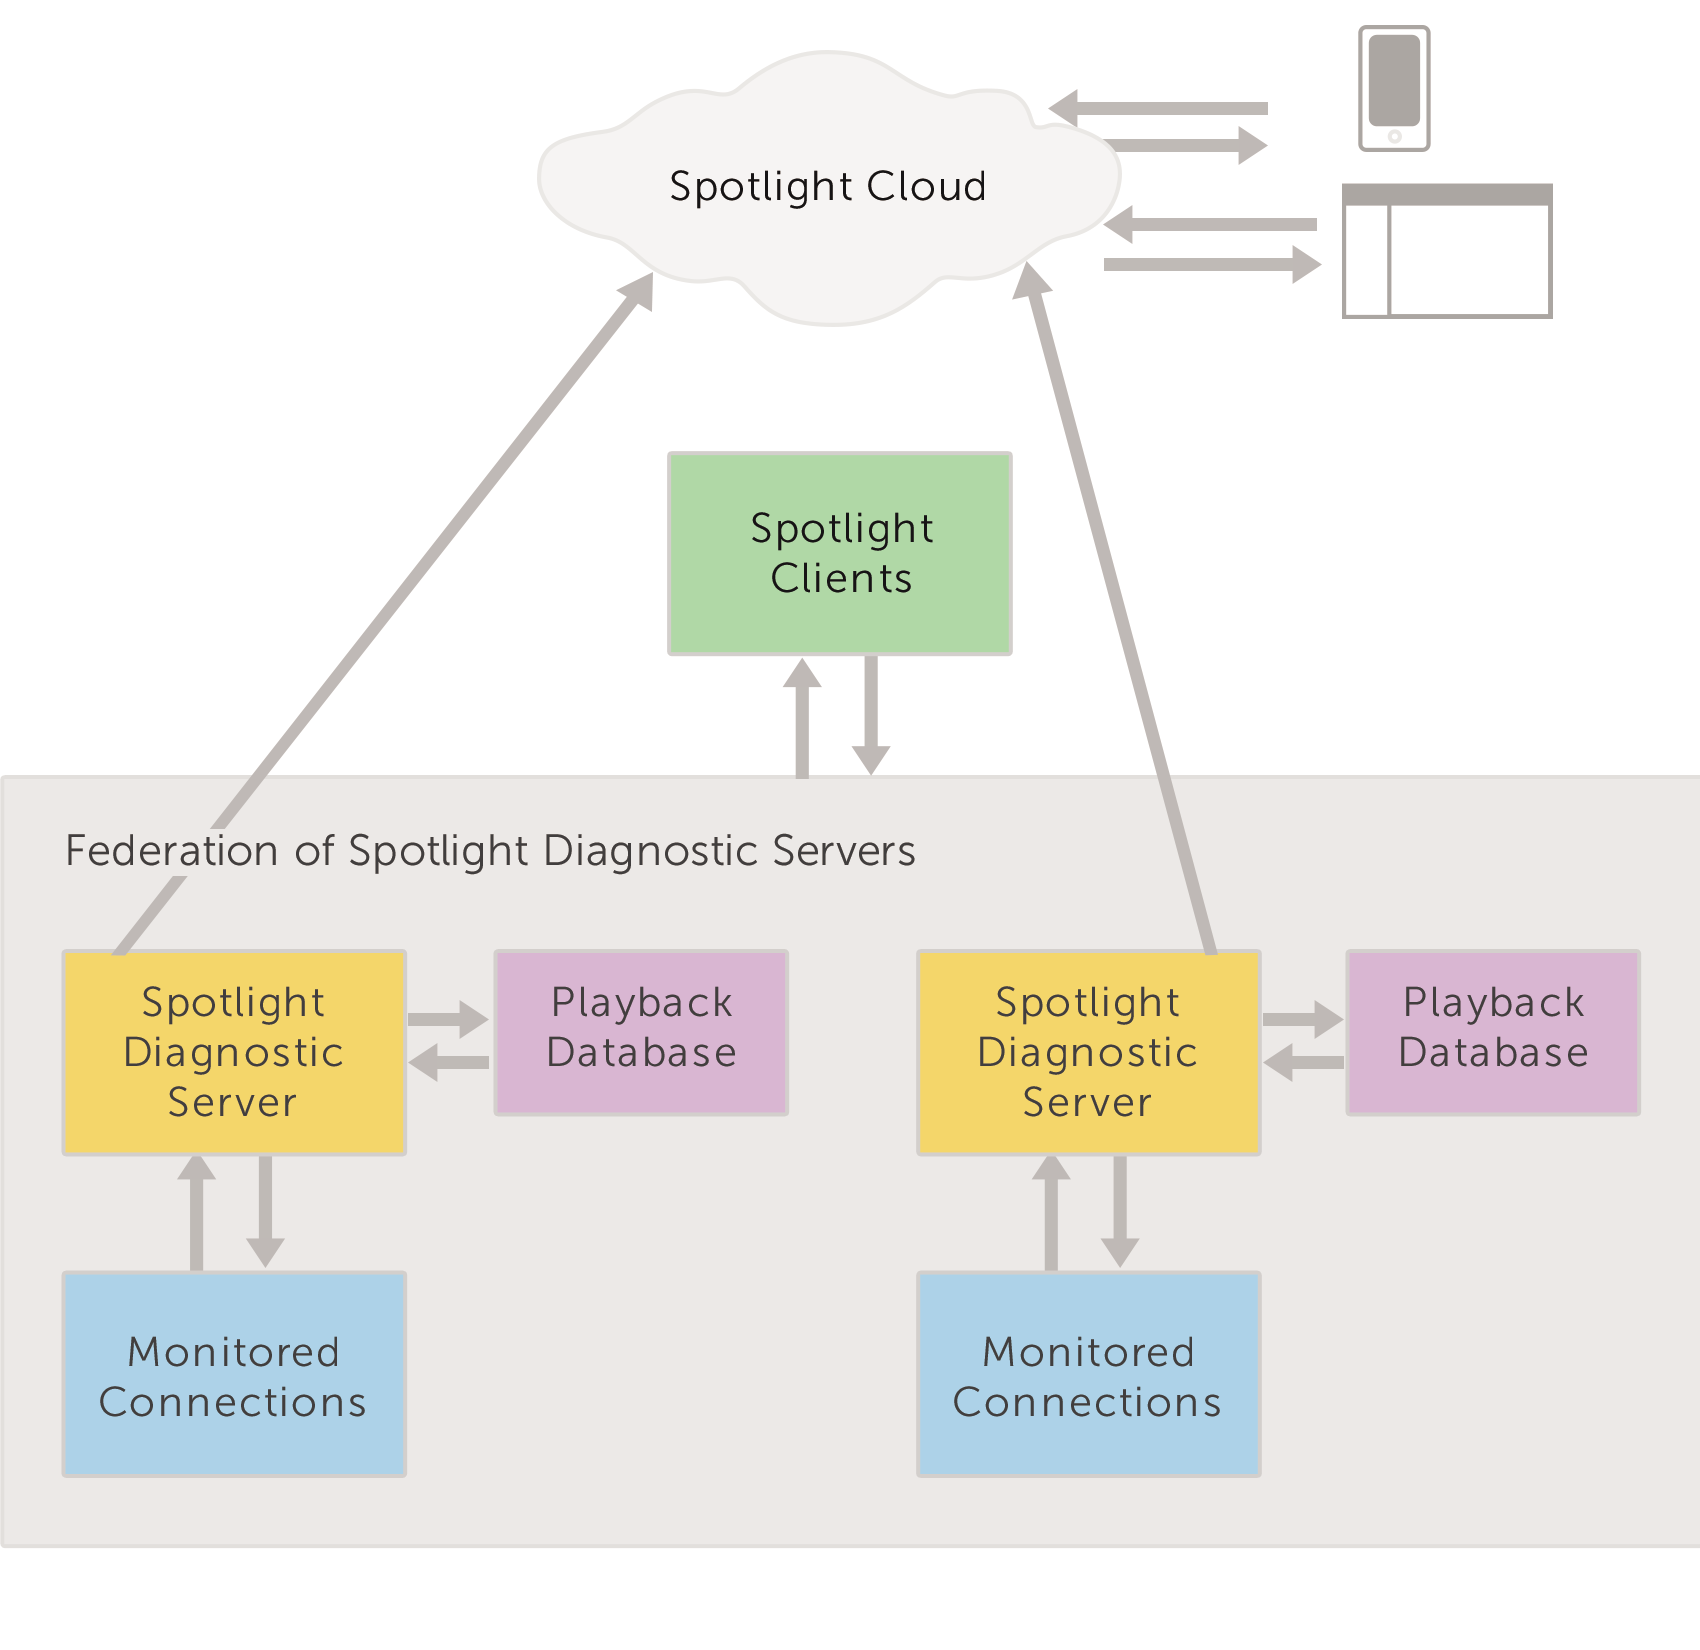 Spotlight Cloud
Spotlight
Clients
Federation of Spotlight Diagnostic Servers
Spotlight
Diagnostic
Server
Playback
Database
Spotlight
Diagnostic
Server
Playback
Database
Monitored
Connections
Monitored
Connections